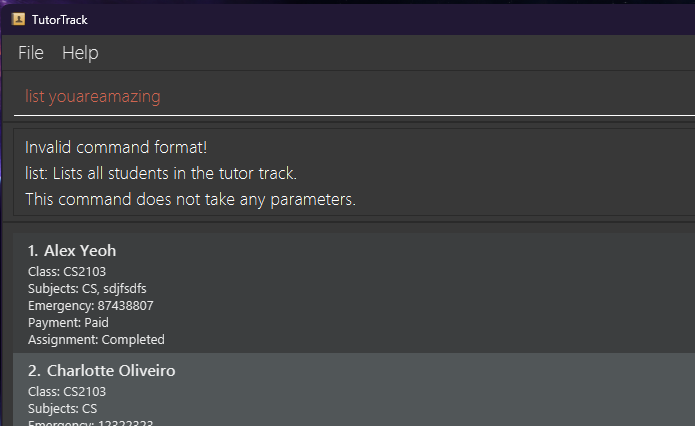 TutorTrack
File Help
list youareamazing
Invalid command format!
list: Lists all students in the tutor track.
This command does not take any parameters.
1. Alex Yeoh
Class: CS2103
Subjects: CS, sdjfsdfs
Emergency: 87438807
Payment: Paid
Assignment: Completed
2. Charlotte Oliveiro
Class: CS2103
Subjects: CS
Emergency: 12322323